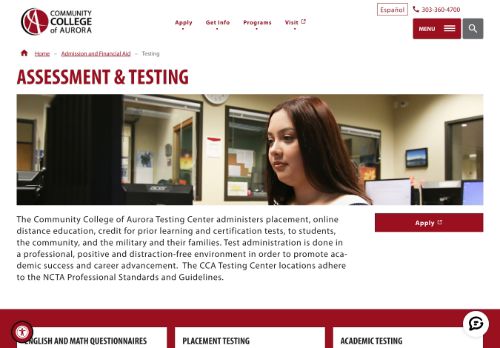 COMMUNITY
COLLEGE
of AURORA
Español
303-360-4700
Apply
Get Info
Programs
Visit
MENU
Home – Admission and Financial Aid – Testing
ASSESSMENT & TESTING
acer
The Community College of Aurora Testing Center administers placement, online
distance education, credit for prior learning and certification tests, to students,
the community, and the military and their families. Test administration is done in
a professional, positive and distraction-free environment in order to promote aca-
demic success and career advancement. The CCA Testing Center locations adhere
to the NCTA Professional Standards and Guidelines.
Apply
ENGLISH AND MATH QUESTIONNAIRES
PLACEMENT TESTING
ACADEMIC TESTING